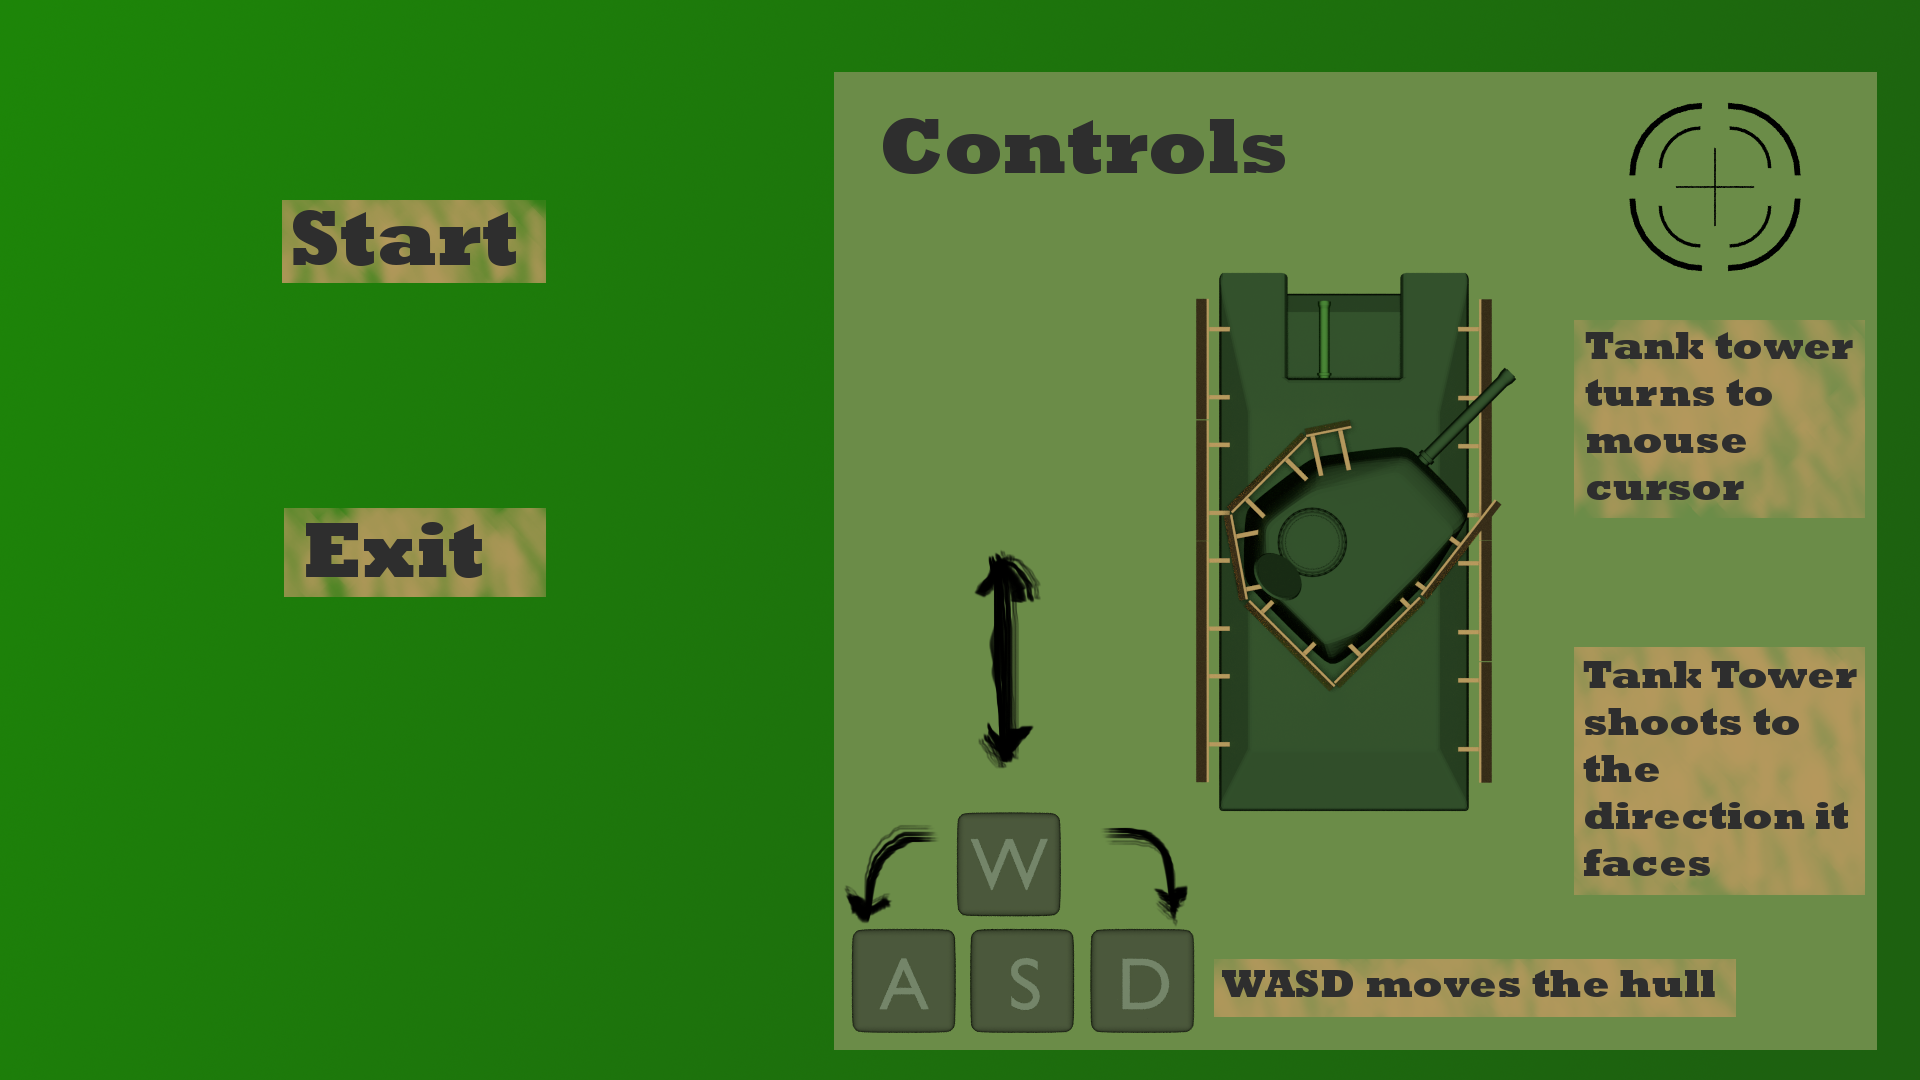 Start
Exit
Controls
Tank tower
turns to
mouse
cursor
Tank Tower
shoots to
the
direction it
faces
W
A S D
WASD moves the hull